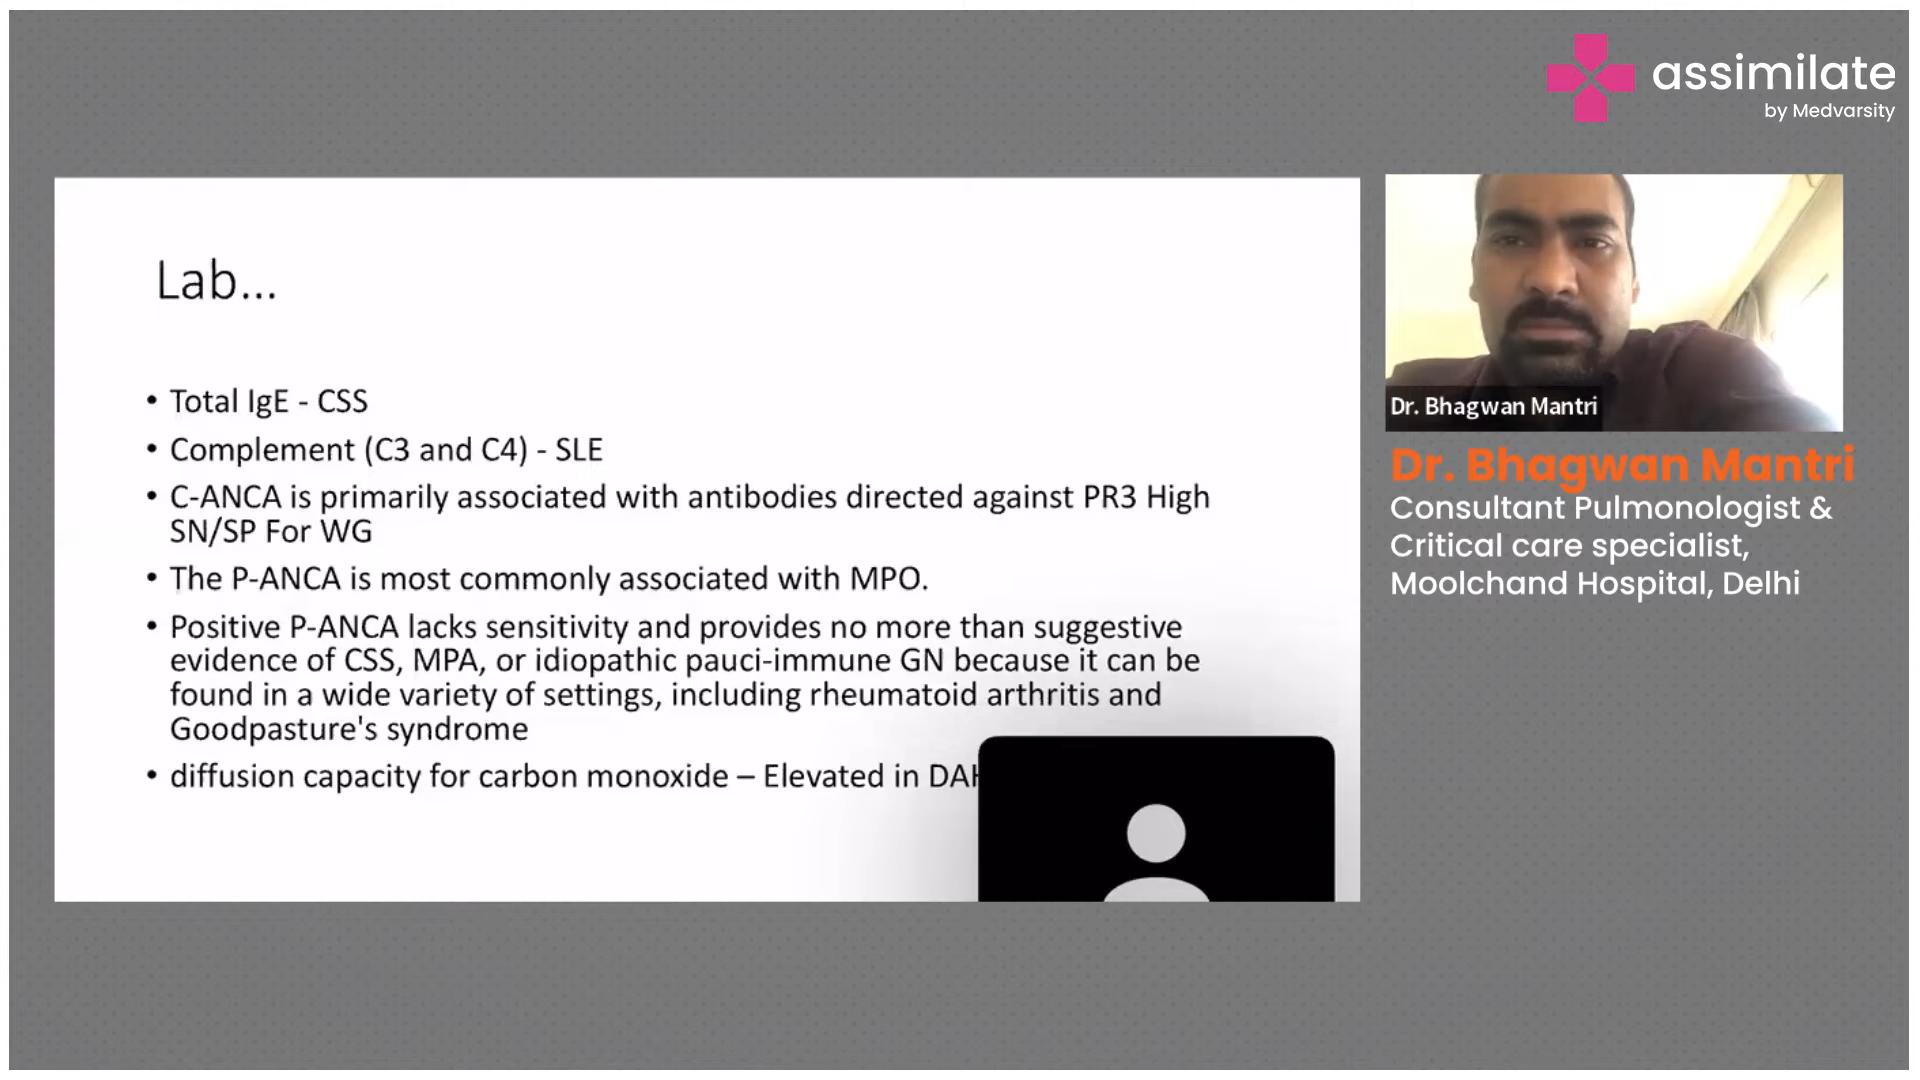 assimilate
by Medvarsity
Lab...
• Total IgE - CSS
• Complement (C3 and C4) - SLE
• C-ANCA is primarily associated with antibodies directed against PR3 High
SN/SP For WG
• The P-ANCA is most commonly associated with MPO.
• Positive P-ANCA lacks sensitivity and provides no more than suggestive
evidence of CSS, MPA, or idiopathic pauci-immune GN because it can be
found in a wide variety of settings, including rheumatoid arthritis and
Goodpasture's syndrome
• diffusion capacity for carbon monoxide – Elevated in
Dr. Bhagwan Mantri
Dr. Bhagwan Mantri
Consultant Pulmonologist &
Critical care specialist,
Moolchand Hospital, Delhi